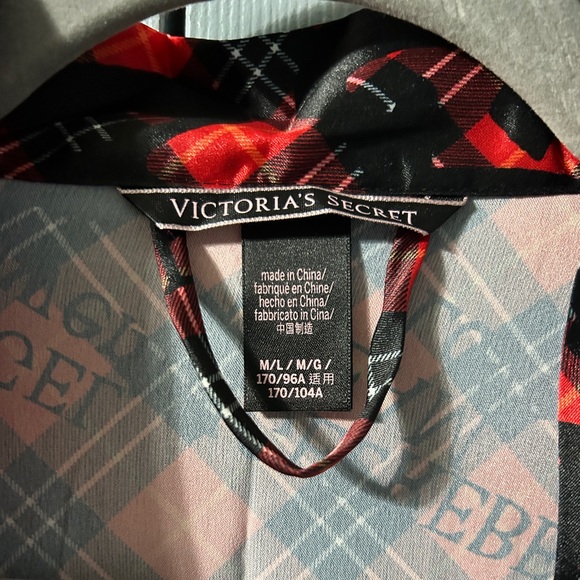 VICTORIA'S SECRET
made in China/
fabriqué en Chine/
hecho en China/
fabbricato in Cina/
中国制造
M/L / M/G /
170/96A 适用
170/104A